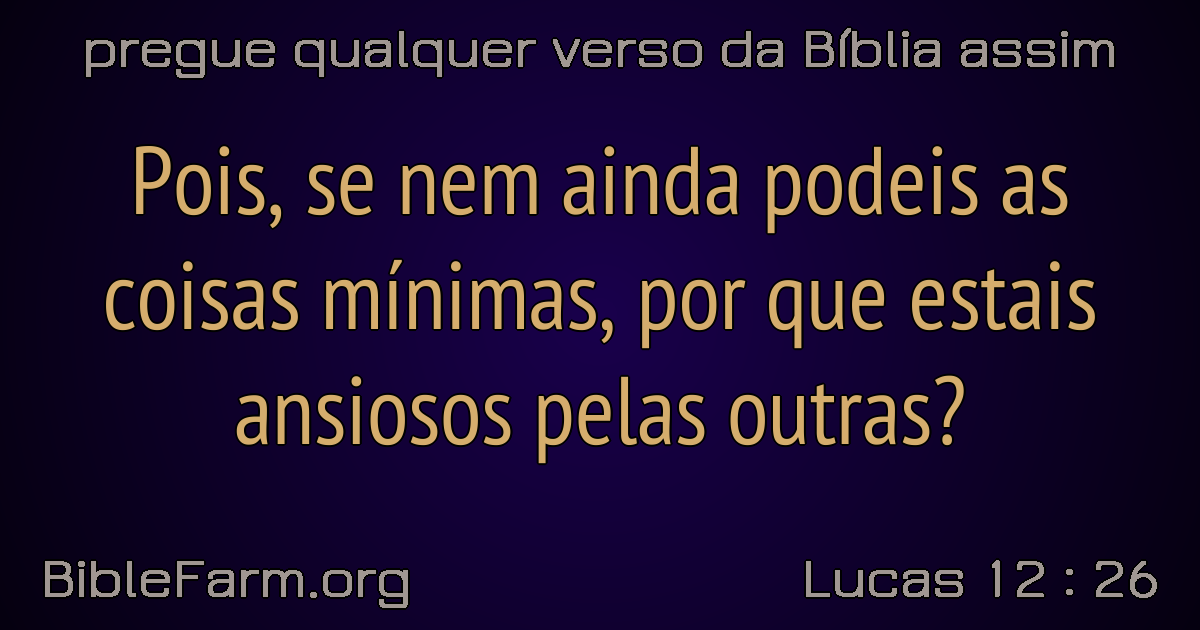 pregue qualquer verso da Bíblia assim
Pois, se nem ainda podeis as
coisas mínimas, por que estais
ansiosos pelas outras?
BibleFarm.org
Lucas 12 : 26